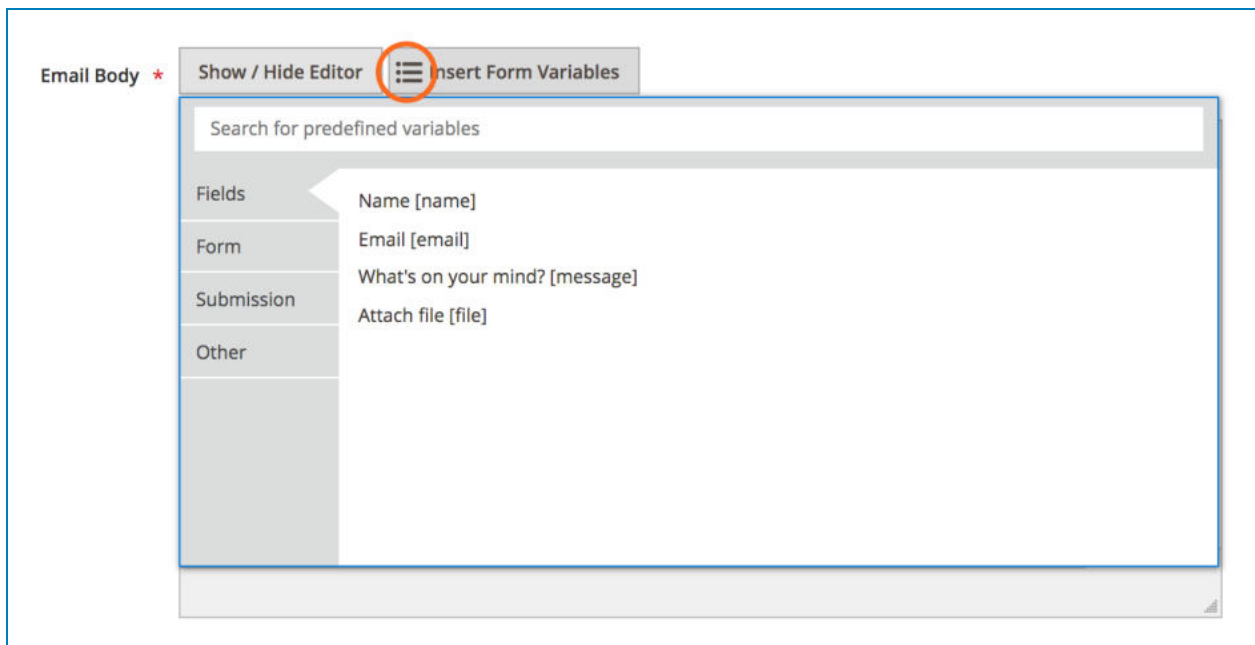 Email Body *
Show / Hide Editor
Insert Form Variables
Search for predefined variables
Fields
Form
Submission
Other
Name [name]
Email [email]
What's on your mind? [message]
Attach file [file]